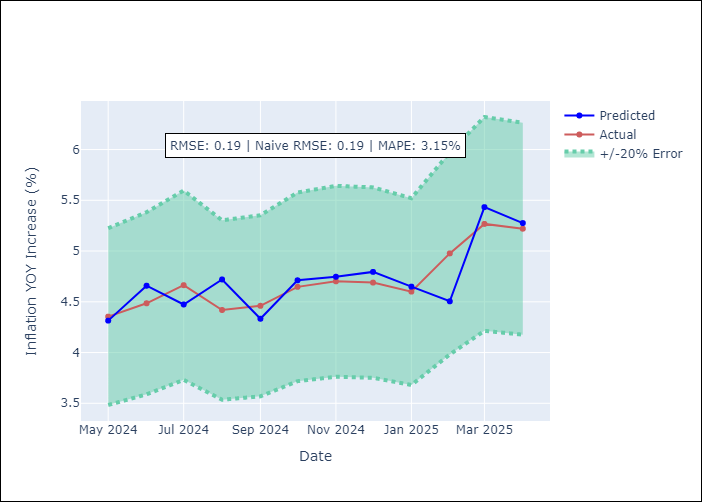 RMSE: 0.19 | Naive RMSE: 0.19 | MAPE: 3.15%
Predicted
Actual
+/-20% Error
Inflation YOY Increase (%)
6
5.5
5
4.5
4
3.5
May 2024
Jul 2024
Sep 2024
Nov 2024
Jan 2025
Mar 2025
Date